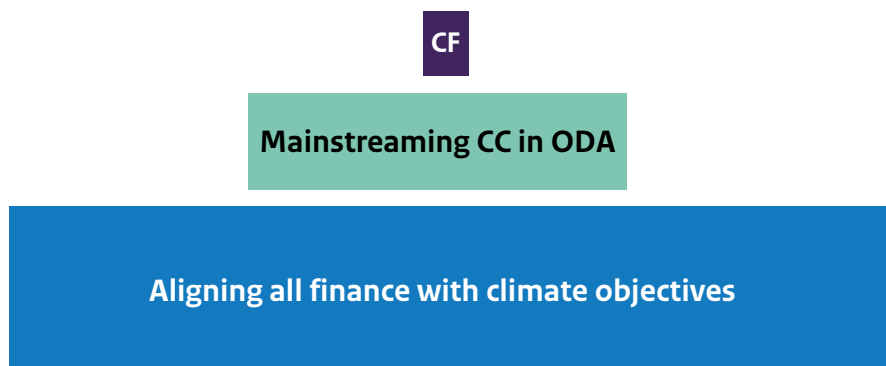 CF
Mainstreaming CC in ODA
Aligning all finance with climate objectives